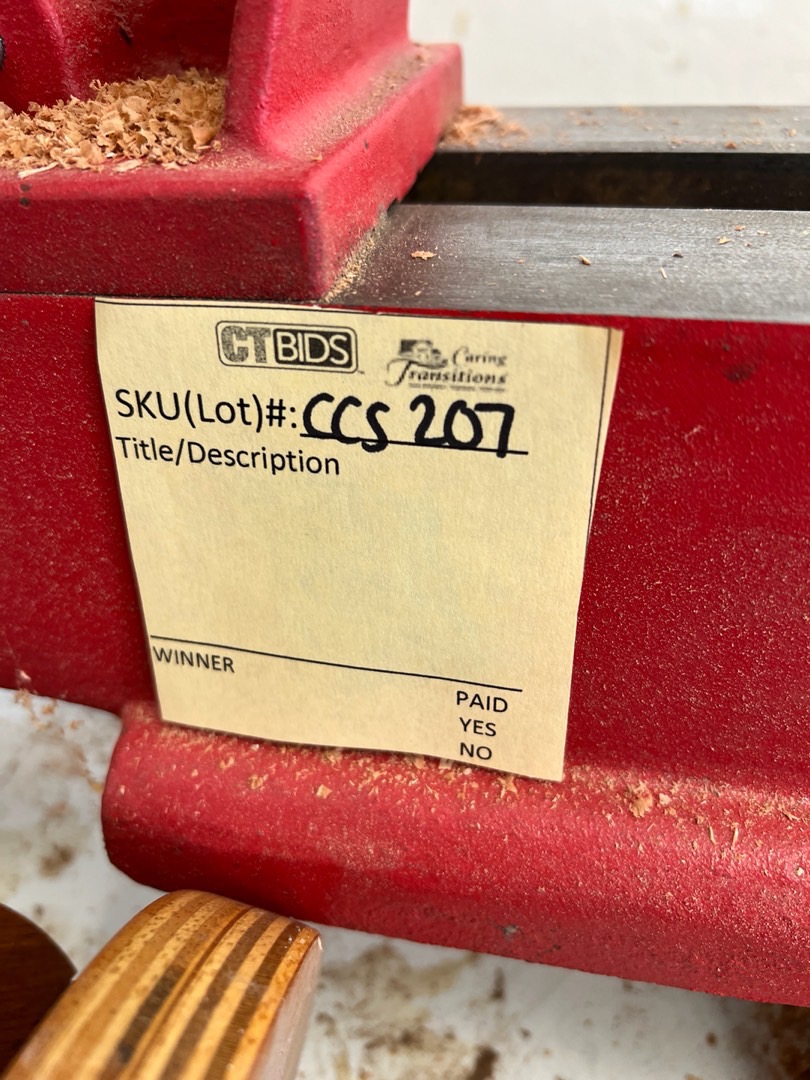 CTBIDS
Caring
Transitions
SKU(Lot)#: CCS 207
Title/Description
WINNER
PAID
YES
NO